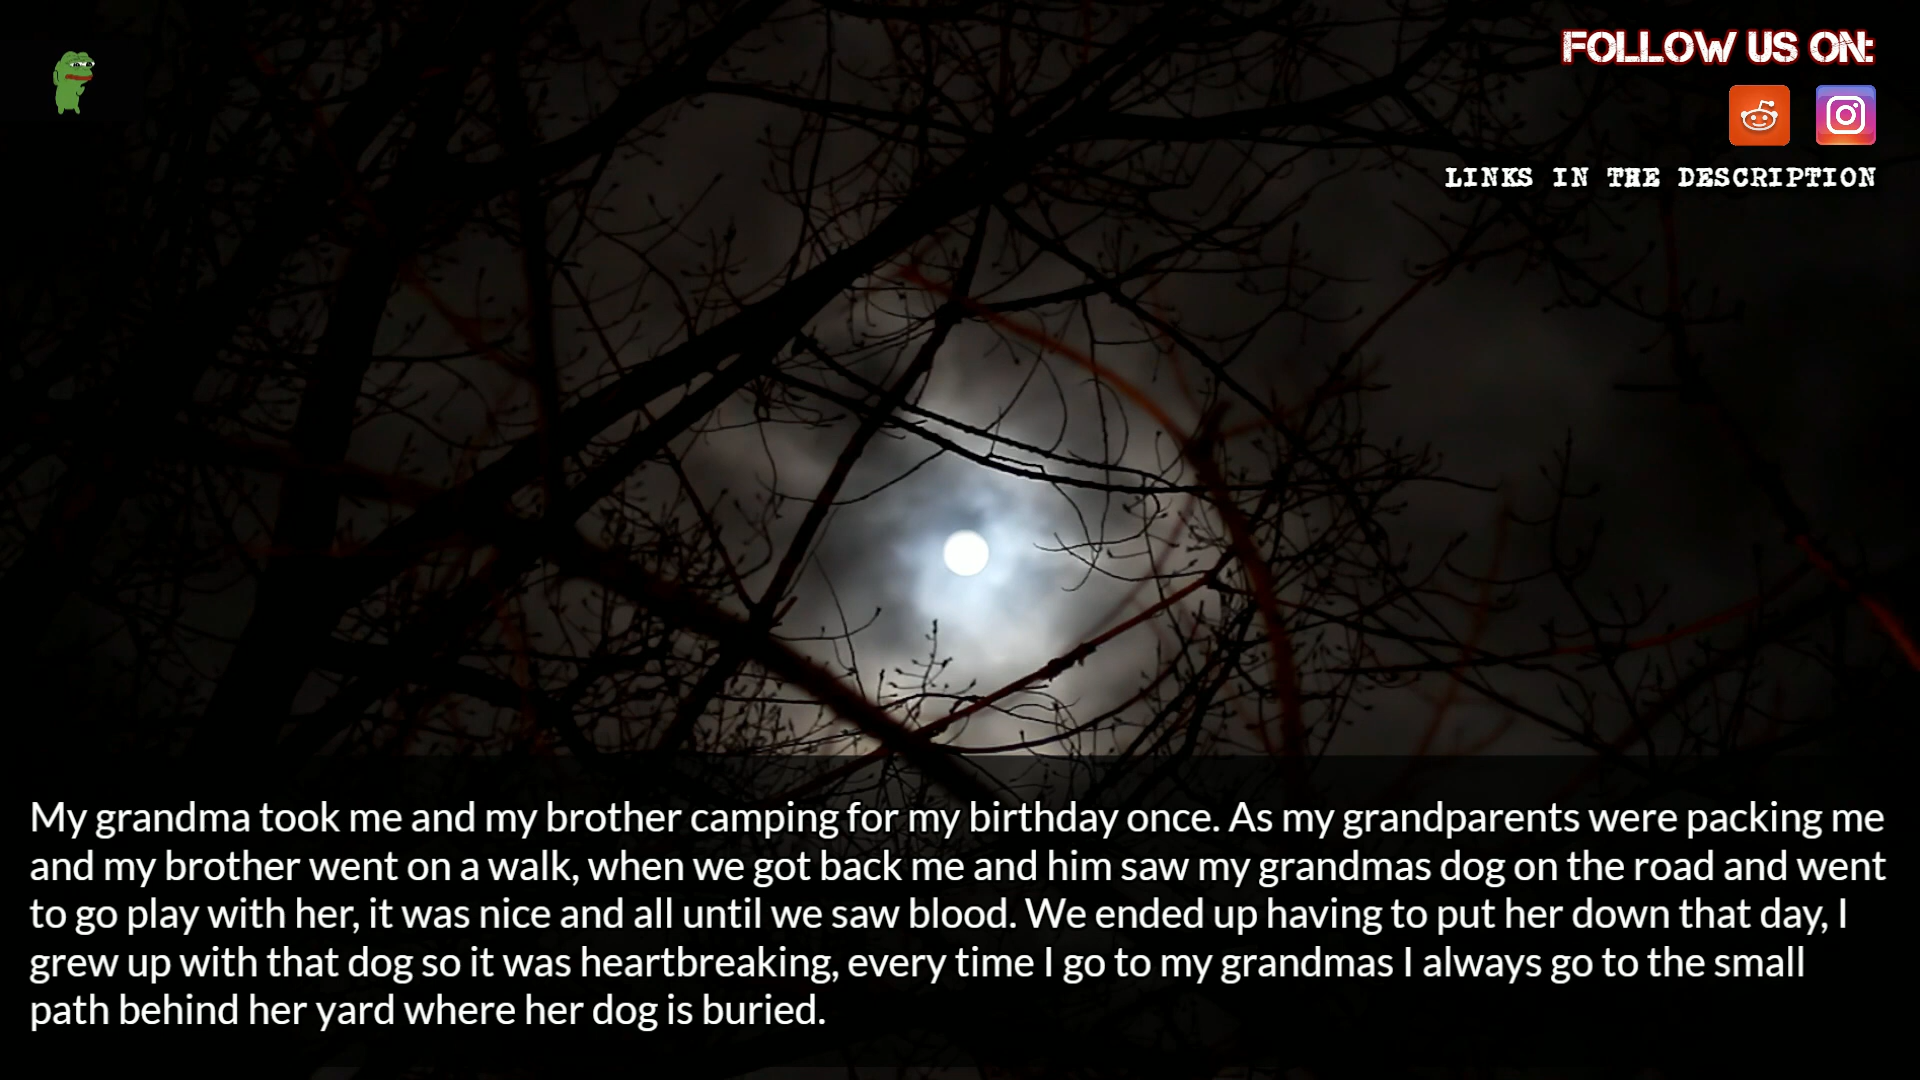 FOLLOW US ON:
LINKS IN THE DESCRIPTION
My grandma took me and my brother camping for my birthday once. As my grandparents were packing me
and my brother went on a walk, when we got back me and him saw my grandmas dog on the road and went
to go play with her, it was nice and all until we saw blood. We ended up having to put her down that day, I
grew up with that dog so it was heartbreaking, every time I go to my grandmas I always go to the small
path behind her yard where her dog is buried.